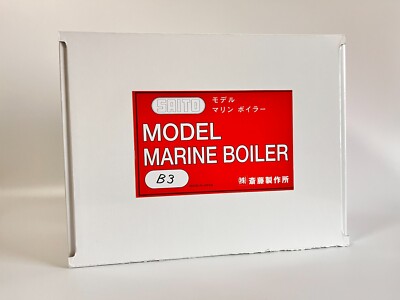 SAITO
モデル
マリン ボイラー
MODEL
MARINE BOILER
B3
㈱斎藤製作所